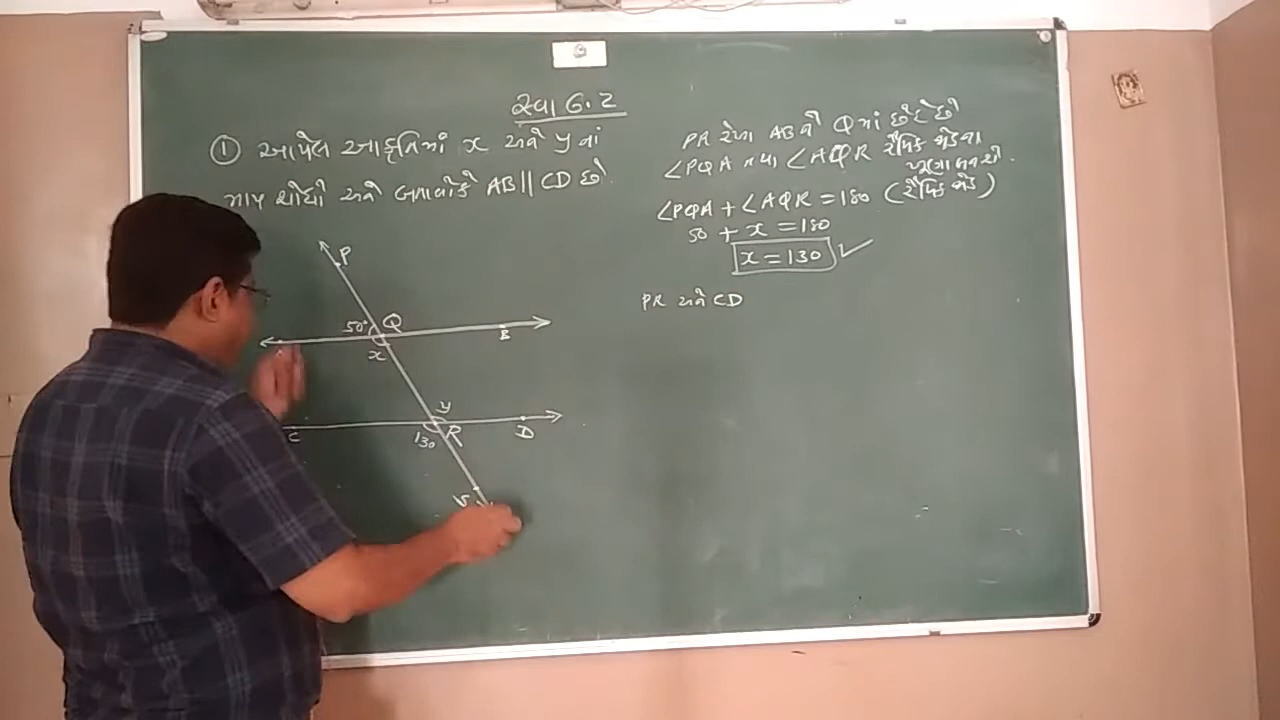 સ્વા 6.2
① આપેલ આકૃતિમાં x અને y નાં
માપ શોધો અને બતાવો કે AB || CD છે.
P
50°
Q
B
x
y
C
130
R
D
PR રેખા AB ને Q માં છેદે છે
∠PQA તથા ∠AQR રૈખિક જોડના
ખૂણા બનશે.
∠PQA + ∠AQR = 180 (રૈખિક જોડ)
50 + x = 180
x = 130 ✓
PR અને CD